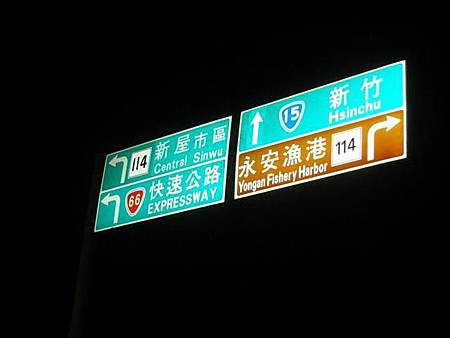 114 新屋市區
Central Sinwu
66 快速公路
EXPRESSWAY
15 新竹
Hsinchu
永安漁港 114
Yongan Fishery Harbor